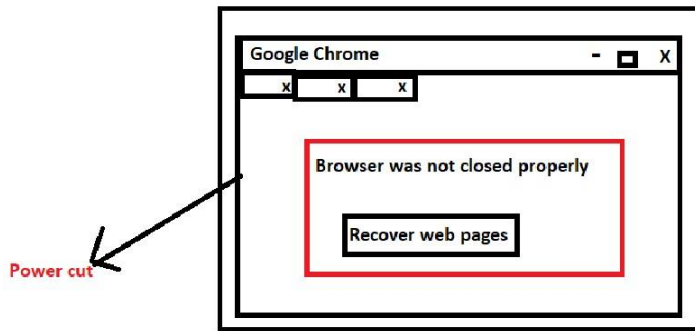 Google Chrome - X
x x x
Browser was not closed properly
Recover web pages
Power cut